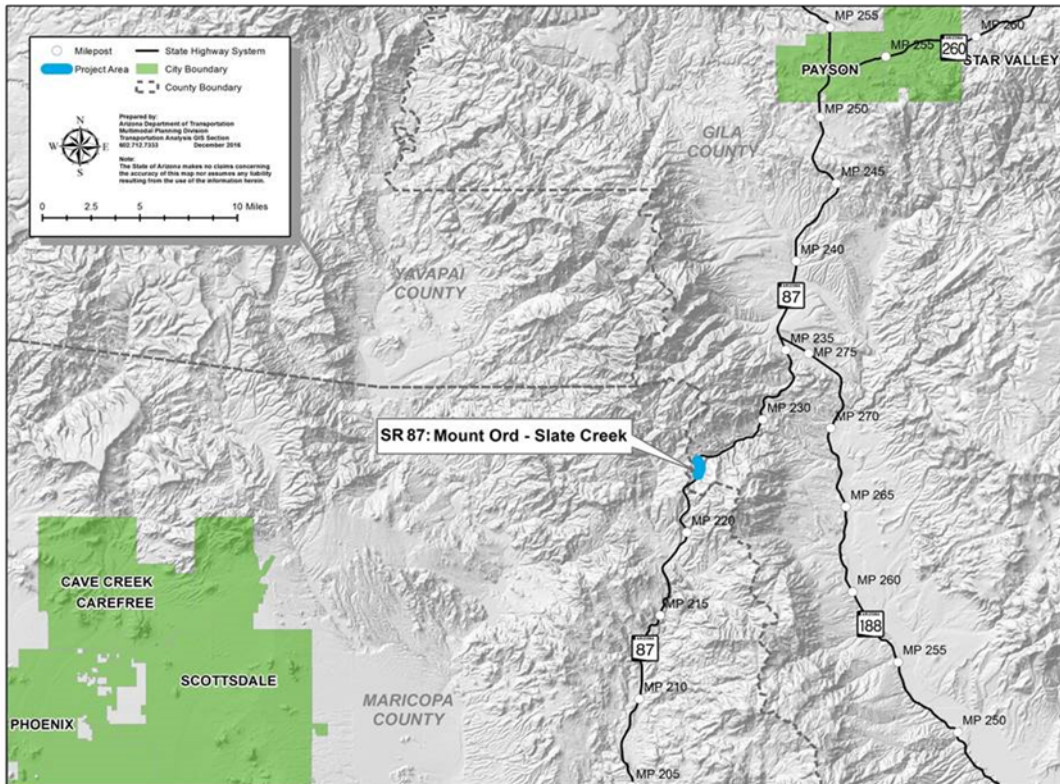 Milepost
State Highway System
Project Area
City Boundary
County Boundary
N
W
E
S
Prepared by:
Arizona Department of Transportation
Multimodal Planning Division
Transportation Analysis GIS Section
602.712.7333 December 2016
Note:
The State of Arizona makes no claims concerning
the accuracy of this map nor assumes any liability
resulting from the use of the information herein.
0 2.5 5 10 Miles
MP 255
MP 260
MP 255
260
STAR VALLEY
PAYSON
MP 250
GILA
COUNTY
MP 245
MP 240
YAVAPAI
COUNTY
87
MP 235
MP 275
MP 230
MP 270
SR 87: Mount Ord - Slate Creek
MP 265
MP 220
CAVE CREEK
CAREFREE
MP 260
MP 215
188
87
MP 255
SCOTTSDALE
MP 210
MARICOPA
COUNTY
PHOENIX
MP 250
MP 205